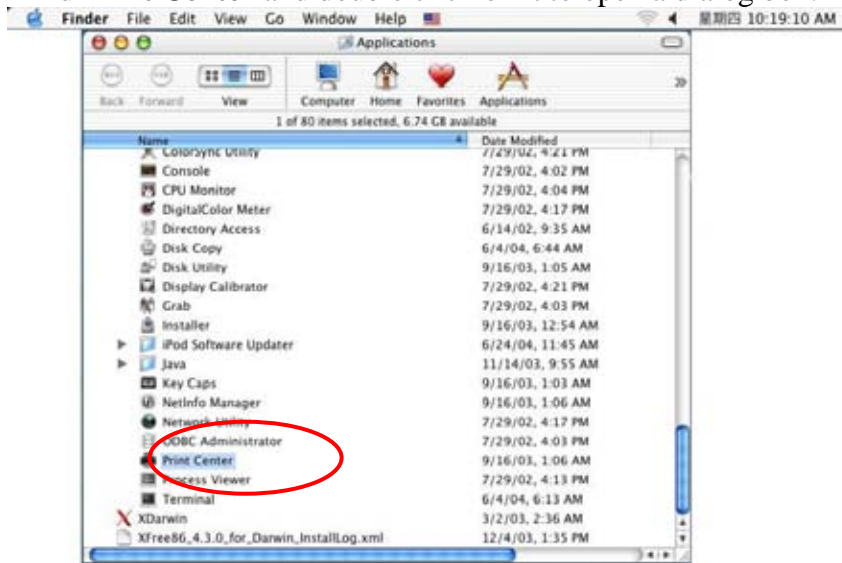 Finder File Edit View Go Window Help 星期四 10:19:10 AM
Applications
Back Forward View Computer Home Favorites Applications
1 of 80 items selected, 6.74 GB available
Name Date Modified
ColorSync Utility 7/29/02, 4:21 PM
Console 7/29/02, 4:02 PM
CPU Monitor 7/29/02, 4:04 PM
DigitalColor Meter 7/29/02, 4:17 PM
Directory Access 6/14/02, 9:35 AM
Disk Copy 6/4/04, 6:44 AM
Disk Utility 9/16/03, 1:05 AM
Display Calibrator 7/29/02, 4:21 PM
Grab 7/29/02, 4:03 PM
Installer 9/16/03, 12:54 AM
iPod Software Updater 6/24/04, 11:45 AM
Java 11/14/03, 9:55 AM
Key Caps 9/16/03, 1:03 AM
NetInfo Manager 9/16/03, 1:06 AM
Network Utility 7/29/02, 4:17 PM
ODBC Administrator 7/29/02, 4:03 PM
Print Center 9/16/03, 1:06 AM
Process Viewer 7/29/02, 4:13 PM
Terminal 6/4/04, 6:13 AM
XDarwin 3/2/03, 2:36 AM
XFree86_4.3.0_for_Darwin_InstallLog.xml 12/4/03, 1:35 PM